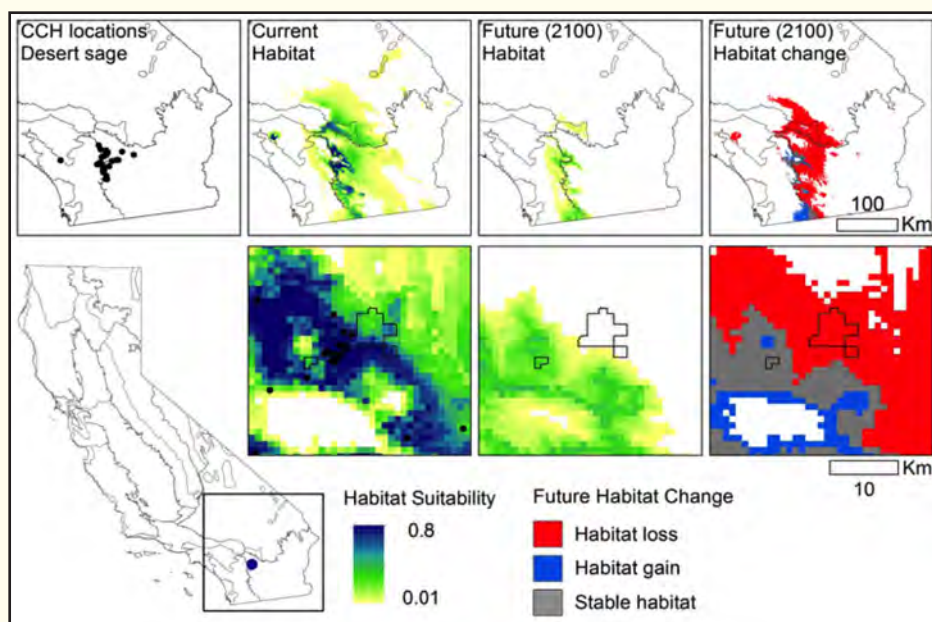 CCH locations
Desert sage
Current
Habitat
Future (2100)
Habitat
Future (2100)
Habitat change
100
Km
Km
10
Habitat Suitability
0.8
0.01
Future Habitat Change
Habitat loss
Habitat gain
Stable habitat